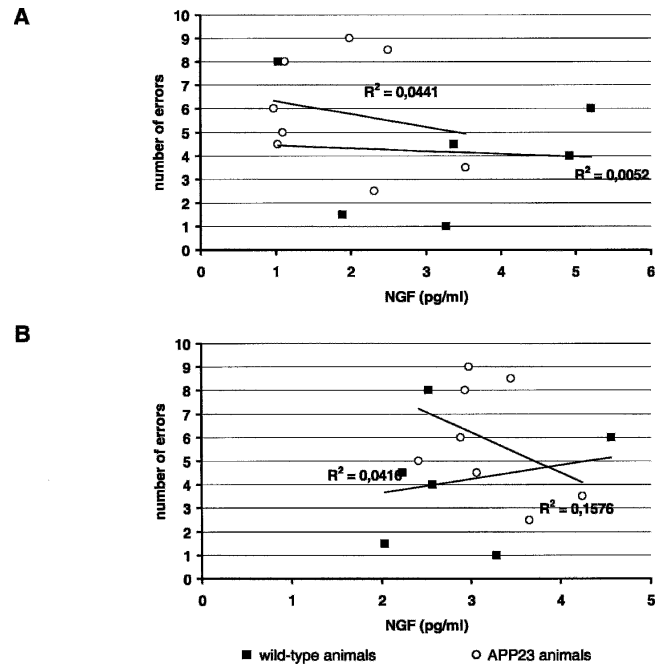 A
10
9
8
7
6
5
4
3
2
1
0
number of errors
R² = 0,0441
R² = 0,0052
0 1 2 3 4 5 6
NGF (pg/ml)
B
10
9
8
7
6
5
4
3
2
1
0
number of errors
R² = 0,0416
R² = 0,1576
0 1 2 3 4 5
NGF (pg/ml)
wild-type animals
APP23 animals